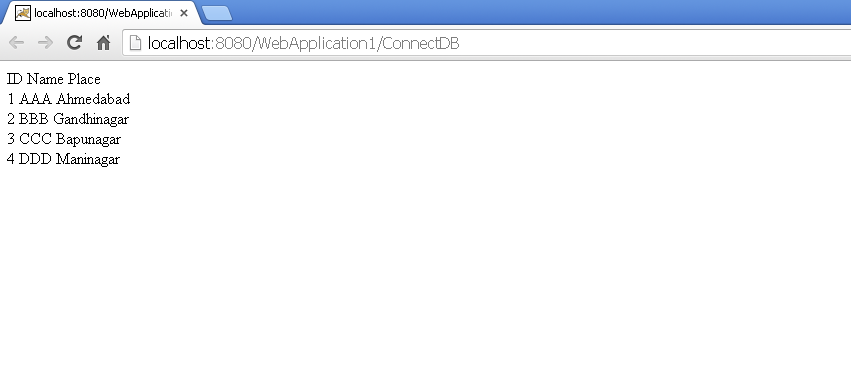 localhost:8080/WebApplicati
localhost:8080/WebApplication1/ConnectDB
ID Name Place
1 AAA Ahmedabad
2 BBB Gandhinagar
3 CCC Bapunagar
4 DDD Maninagar